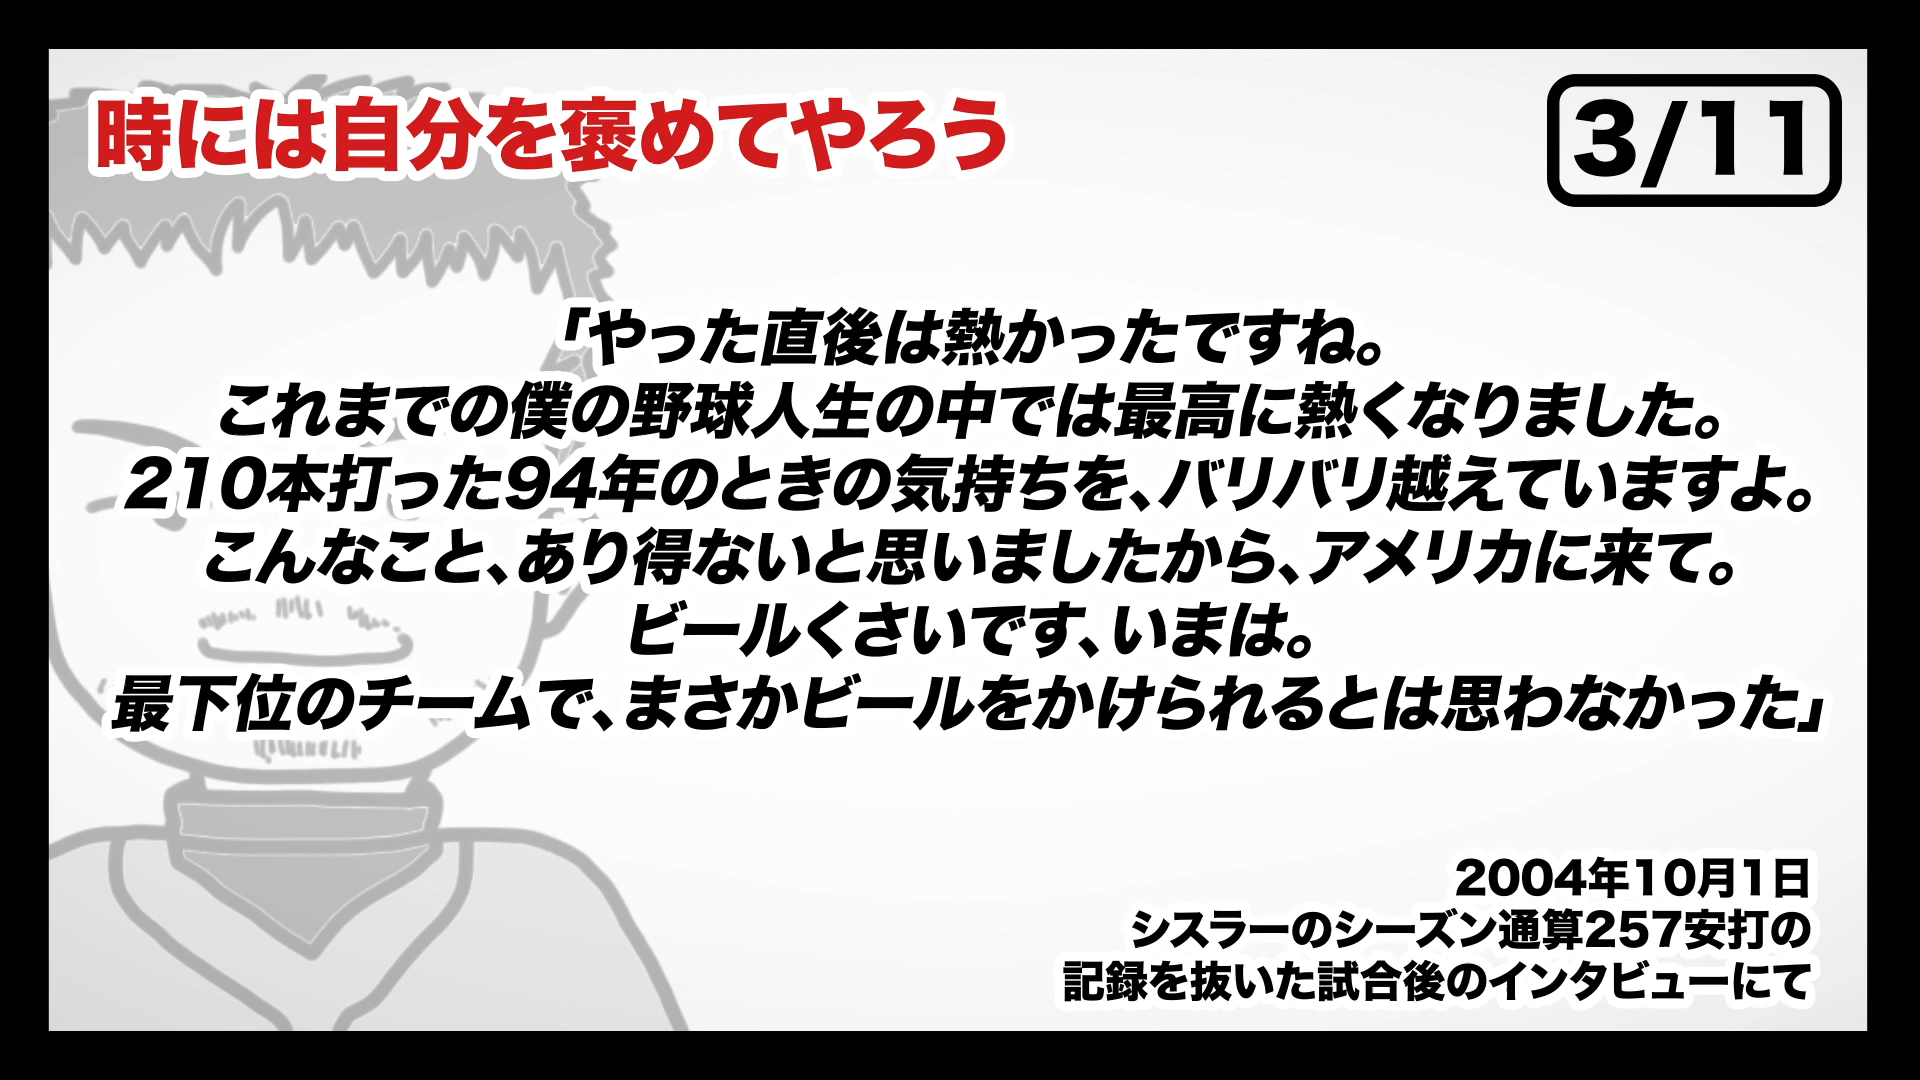 時には自分を褒めてやろう
3/11
「やった直後は熱かったですね。
これまでの僕の野球人生の中では最高に熱くなりました。
210本打った94年のときの気持ちを、バリバリ越えていますよ。
こんなこと、あり得ないと思いましたから、アメリカに来て。
ビールくさいです、いまは。
最下位のチームで、まさかビールをかけられるとは思わなかった」
2004年10月1日
シスラーのシーズン通算257安打の
記録を抜いた試合後のインタビューにて